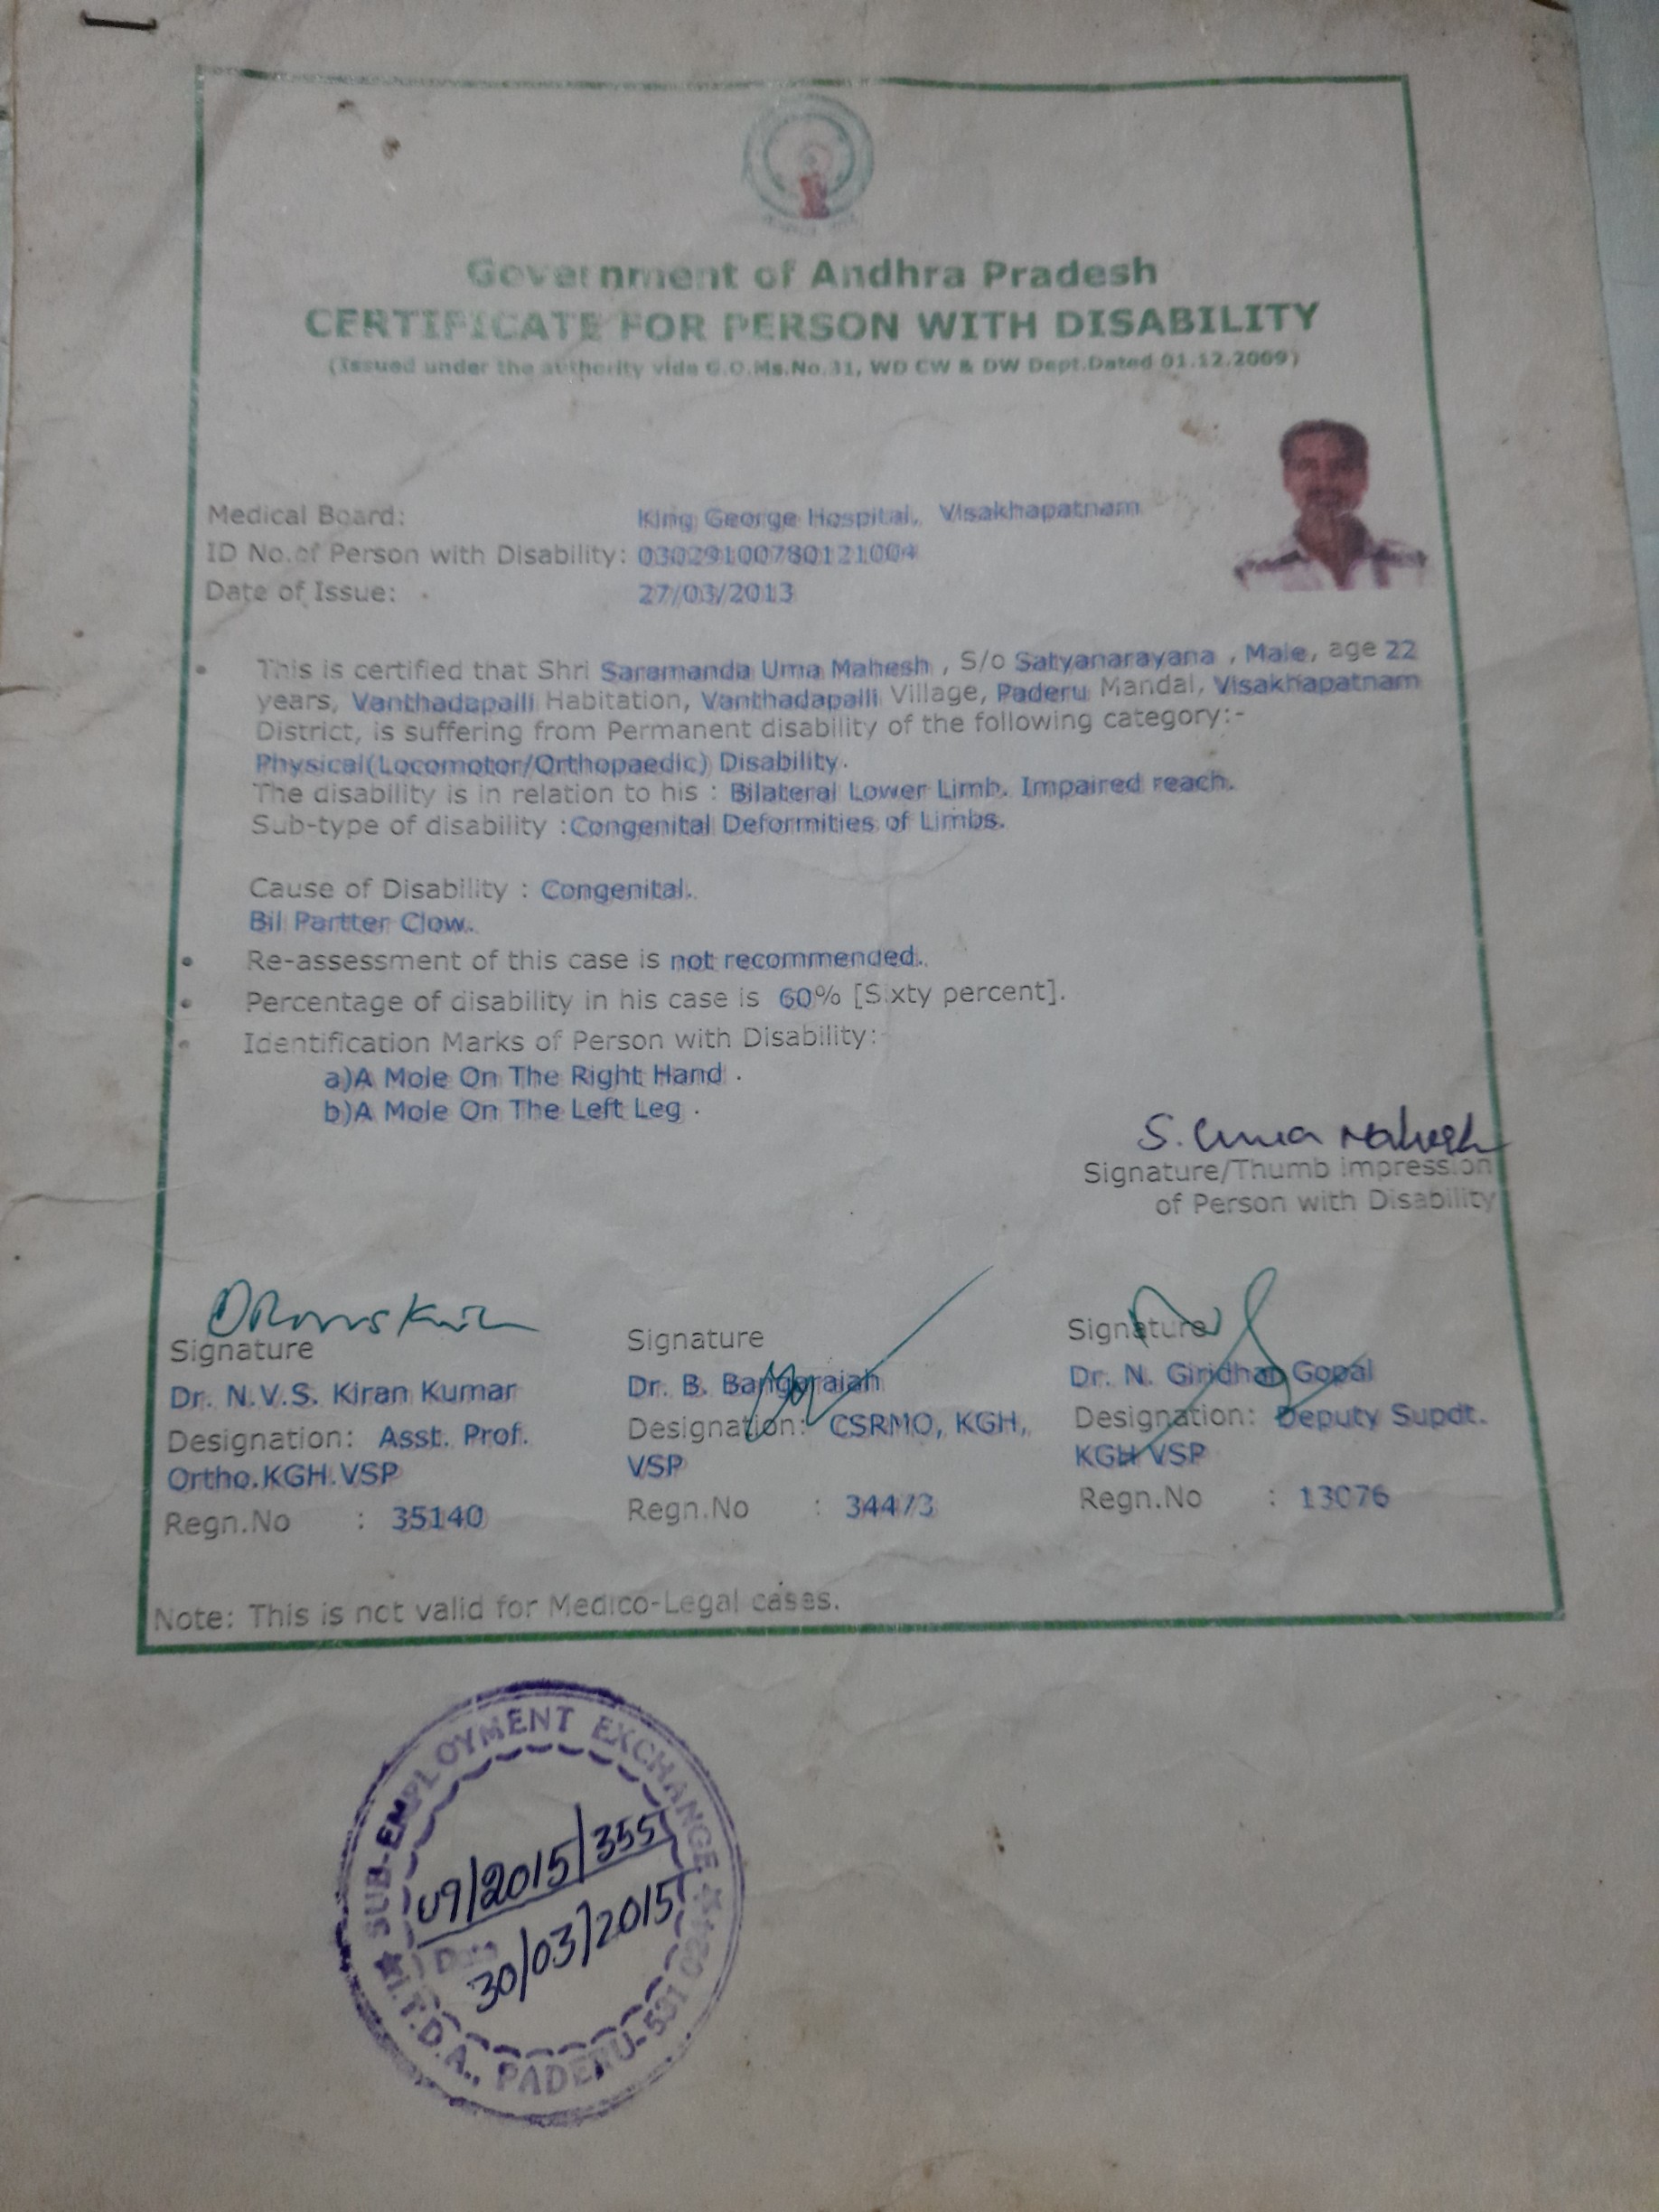 Government of Andhra Pradesh
CERTIFICATE FOR PERSON WITH DISABILITY
(Issued under the authority vide G.O.Ms.No.31, WD CW & DW Dept.Dated 01.12.2009)
Medical Board: King George Hospital, Visakhapatnam
ID No.of Person with Disability: 03029100780121004
Date of Issue: 27/03/2013
This is certified that Shri Saramanda Uma Mahesh , S/o Satyanarayana , Male, age 22
years, Vanthadapalli Habitation, Vanthadapalli Village, Paderu Mandal, Visakhapatnam
District, is suffering from Permanent disability of the following category:-
Physical(Locomotor/Orthopaedic) Disability.
The disability is in relation to his : Bilateral Lower Limb. Impaired reach.
Sub-type of disability :Congenital Deformities of Limbs.
Cause of Disability : Congenital.
Bil Partter Clow.
Re-assessment of this case is not recommended.
Percentage of disability in his case is 60% [Sixty percent].
Identification Marks of Person with Disability:-
a)A Mole On The Right Hand .
b)A Mole On The Left Leg .
S. Uma Mahesh
Signature/Thumb impression
of Person with Disability
Signature
Dr. N.V.S. Kiran Kumar
Designation: Asst. Prof.
Ortho.KGH.VSP
Regn.No : 35140
Signature
Dr. B. Bangaraiah
Designation: CSRMO, KGH,
VSP
Regn.No : 34473
Signature
Dr. N. Giridhar Gopal
Designation: Deputy Supdt.
KGH VSP
Regn.No : 13076
Note: This is not valid for Medico-Legal cases.
SUB-EMPLOYMENT EXCHANGE
U9/2015/355
Date
30/03/2015
I.T.D.A., PADERU-531 024